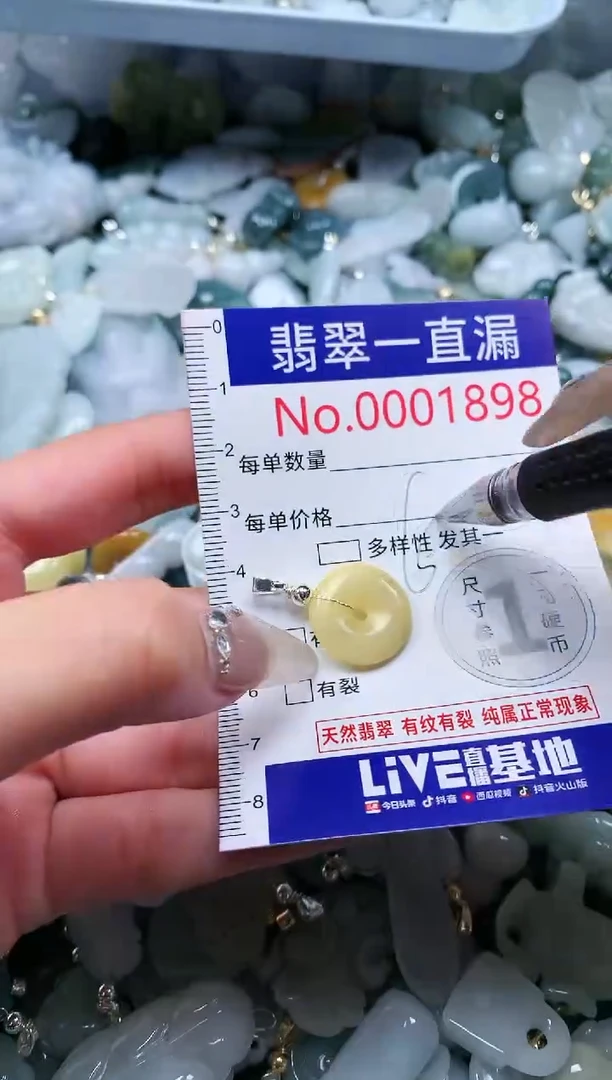 0
翡翠一直漏
1
No.0001898
2
每单数量
3
每单价格
多样性 发其一
4
尺寸参照
1
一元硬币
有
6
有裂
天然翡翠 有纹有裂 纯属正常现象
7
LiVE直播基地
8
今日头条 抖音 西瓜视频 抖音火山版